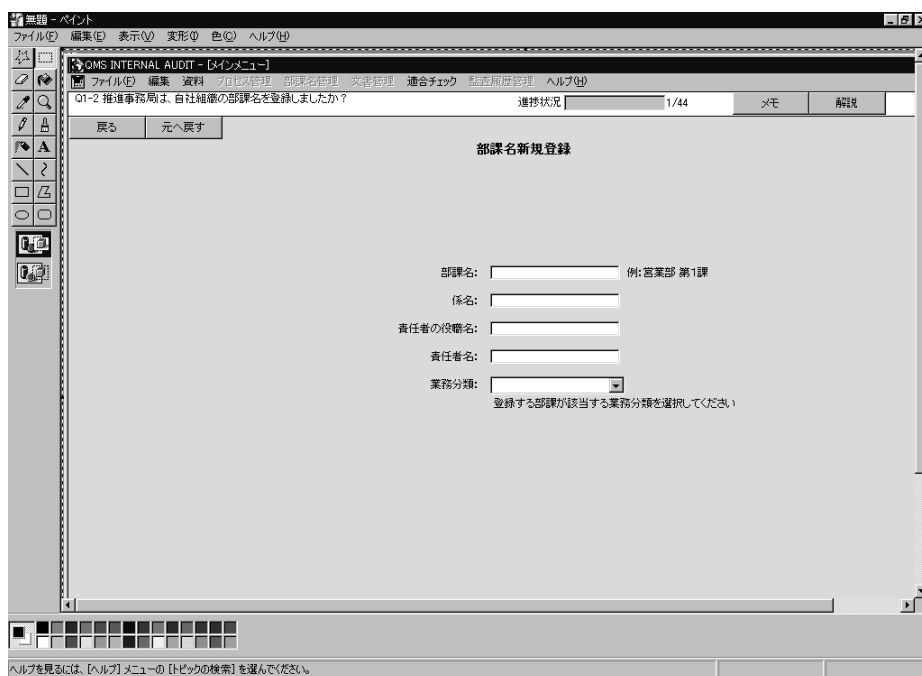 無題 - ペイント
ファイル(F) 編集(E) 表示(V) 変形(I) 色(C) ヘルプ(H)
QMS INTERNAL AUDIT - [メインメニュー]
ファイル(F) 編集 資料 プロセス管理 部課名管理 文書管理 適合チェック 監査履歴管理 ヘルプ(H)
Q1-2 推進事務局は、自社組織の部課名を登録しましたか？ 進捗状況 1/44 メモ 解説
戻る 元へ戻す
部課名新規登録
部課名: 例:営業部 第1課
係名:
責任者の役職名:
責任者名:
業務分類:
登録する部課が該当する業務分類を選択してください
ヘルプを見るには、[ヘルプ] メニューの [トピックの検索] を選んでください。